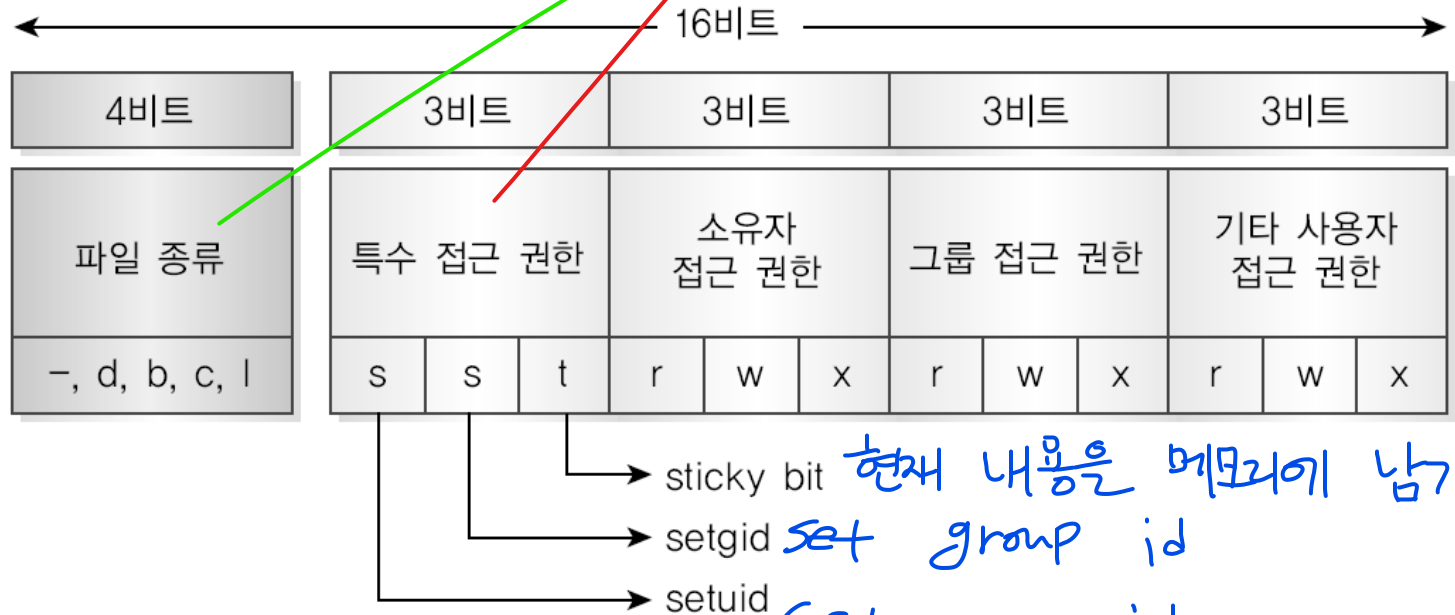 16비트
4비트 3비트 3비트 3비트 3비트
파일 종류 특수 접근 권한 소유자 접근 권한 그룹 접근 권한 기타 사용자 접근 권한
-, d, b, c, l s s t r w x r w x r w x
sticky bit 현재 내용을 메모리에
setgid set group id
setuid